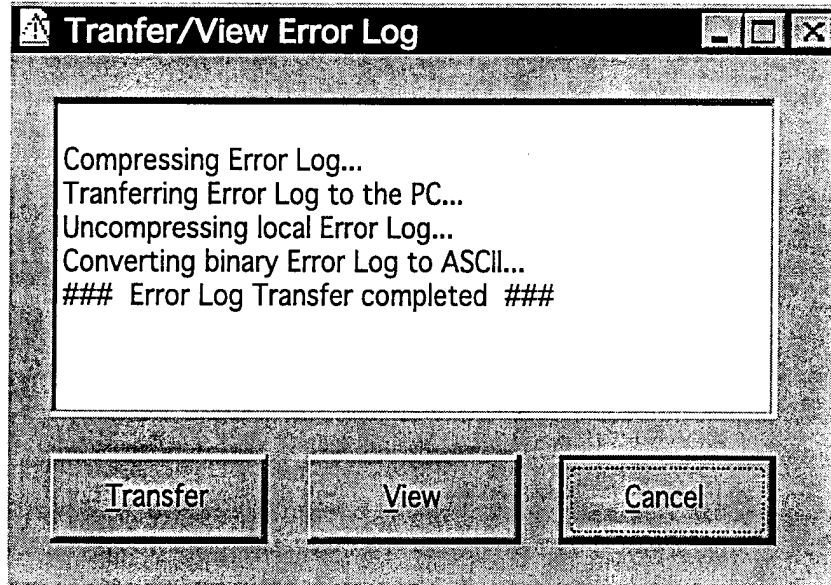 Tranfer/View Error Log
Compressing Error Log...
Tranferring Error Log to the PC...
Uncompressing local Error Log...
Converting binary Error Log to ASCII...
### Error Log Transfer completed ###
Transfer View Cancel